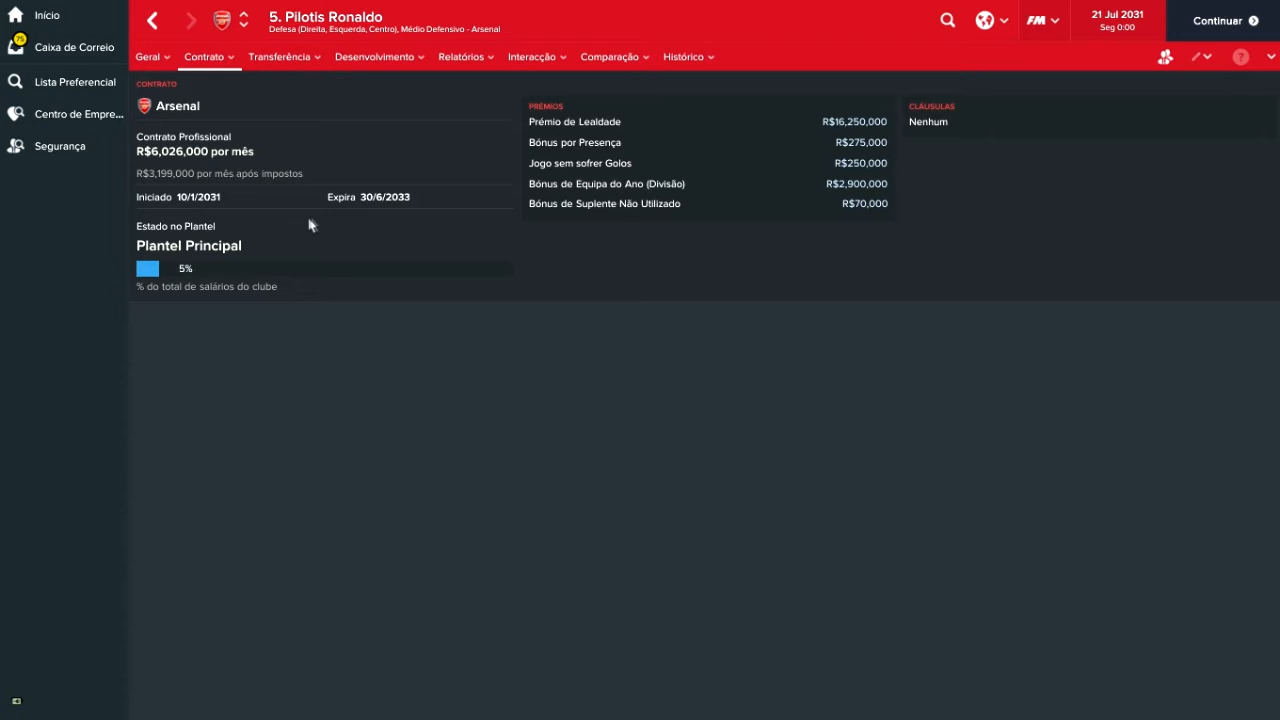 Início
75
Caixa de Correio
Lista Preferencial
Centro de Empre...
Segurança
5. Pilotis Ronaldo
Defesa (Direita, Esquerda, Centro), Médio Defensivo - Arsenal
FM
21 Jul 2031
Seg 0:00
Continuar
Geral
Contrato
Transferência
Desenvolvimento
Relatórios
Interacção
Comparação
Histórico
?
CONTRATO
Arsenal
Contrato Profissional
R$6,026,000 por mês
R$3,199,000 por mês após impostos
Iniciado 10/1/2031 Expira 30/6/2033
Estado no Plantel
Plantel Principal
5%
% do total de salários do clube
PRÉMIOS
Prémio de Lealdade R$16,250,000
Bónus por Presença R$275,000
Jogo sem sofrer Golos R$250,000
Bónus de Equipa do Ano (Divisão) R$2,900,000
Bónus de Suplente Não Utilizado R$70,000
CLÁUSULAS
Nenhum